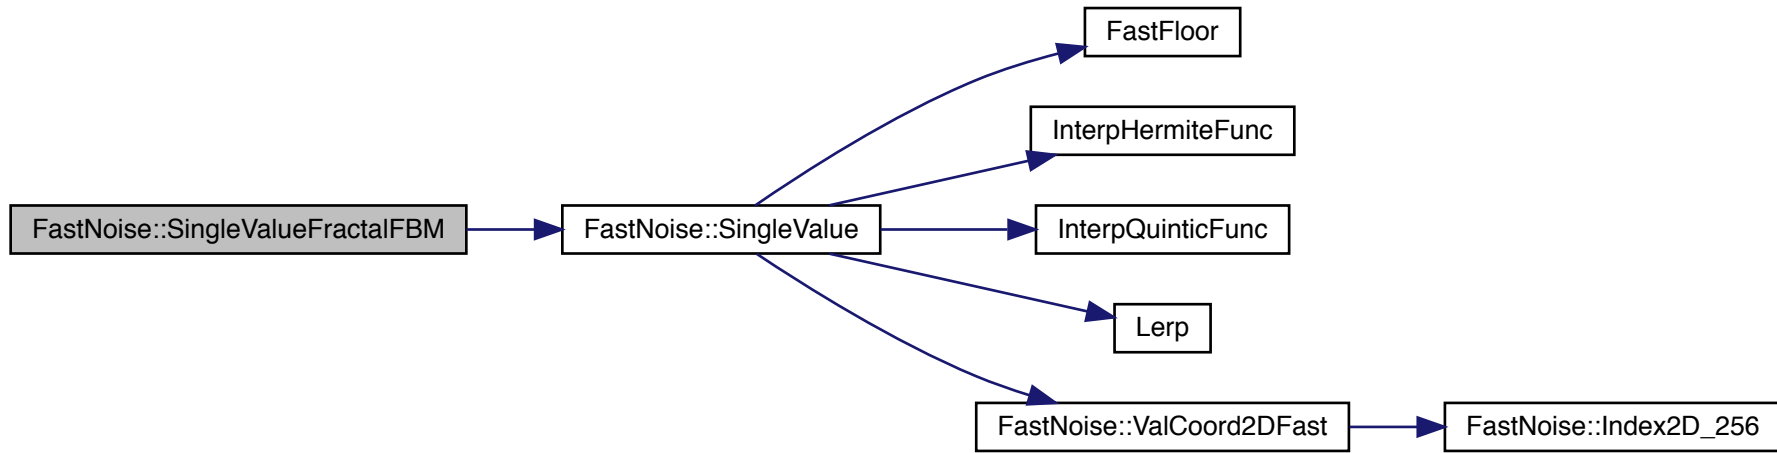 FastFloor
InterpHermiteFunc
FastNoise::SingleValueFractalFBM
FastNoise::SingleValue
InterpQuinticFunc
Lerp
FastNoise::ValCoord2DFast
FastNoise::Index2D_256